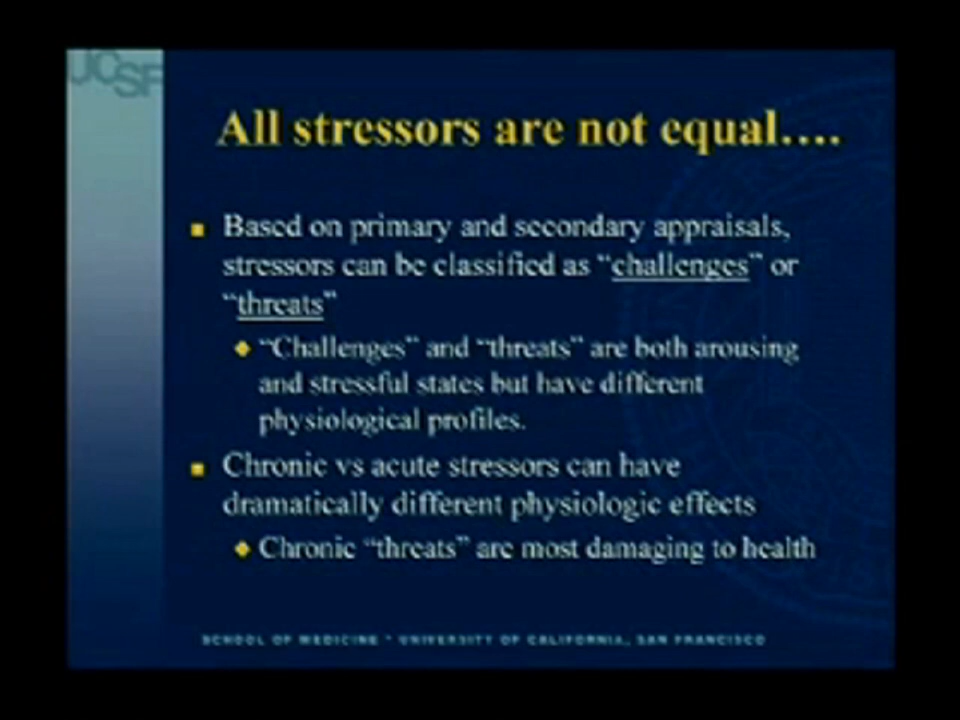 UCSF
All stressors are not equal….
Based on primary and secondary appraisals,
stressors can be classified as “challenges” or
“threats”
“Challenges” and “threats” are both arousing
and stressful states but have different
physiological profiles.
Chronic vs acute stressors can have
dramatically different physiologic effects
Chronic “threats” are most damaging to health
SCHOOL OF MEDICINE * UNIVERSITY OF CALIFORNIA, SAN FRANCISCO